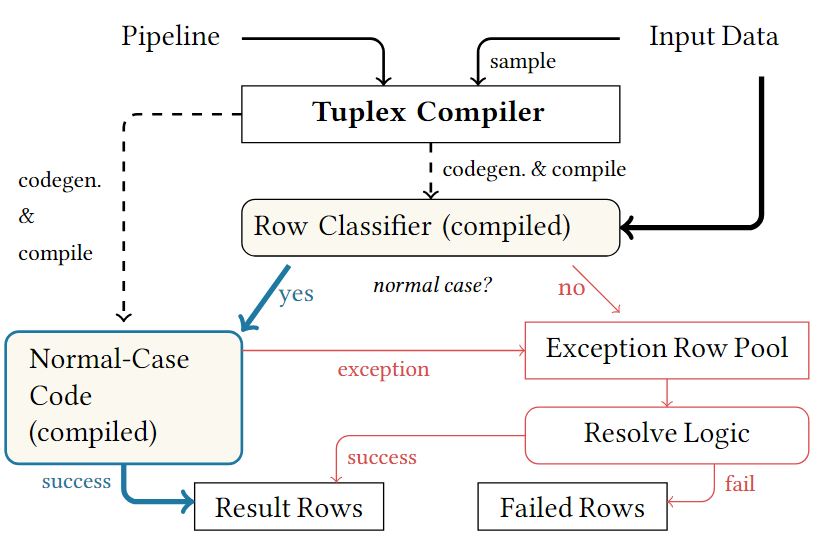 Pipeline
Input Data
sample
Tuplex Compiler
codegen. & compile
codegen.
&
compile
Row Classifier (compiled)
normal case?
yes
no
Normal-Case
Code
(compiled)
exception
Exception Row Pool
Resolve Logic
success
success
fail
Result Rows
Failed Rows